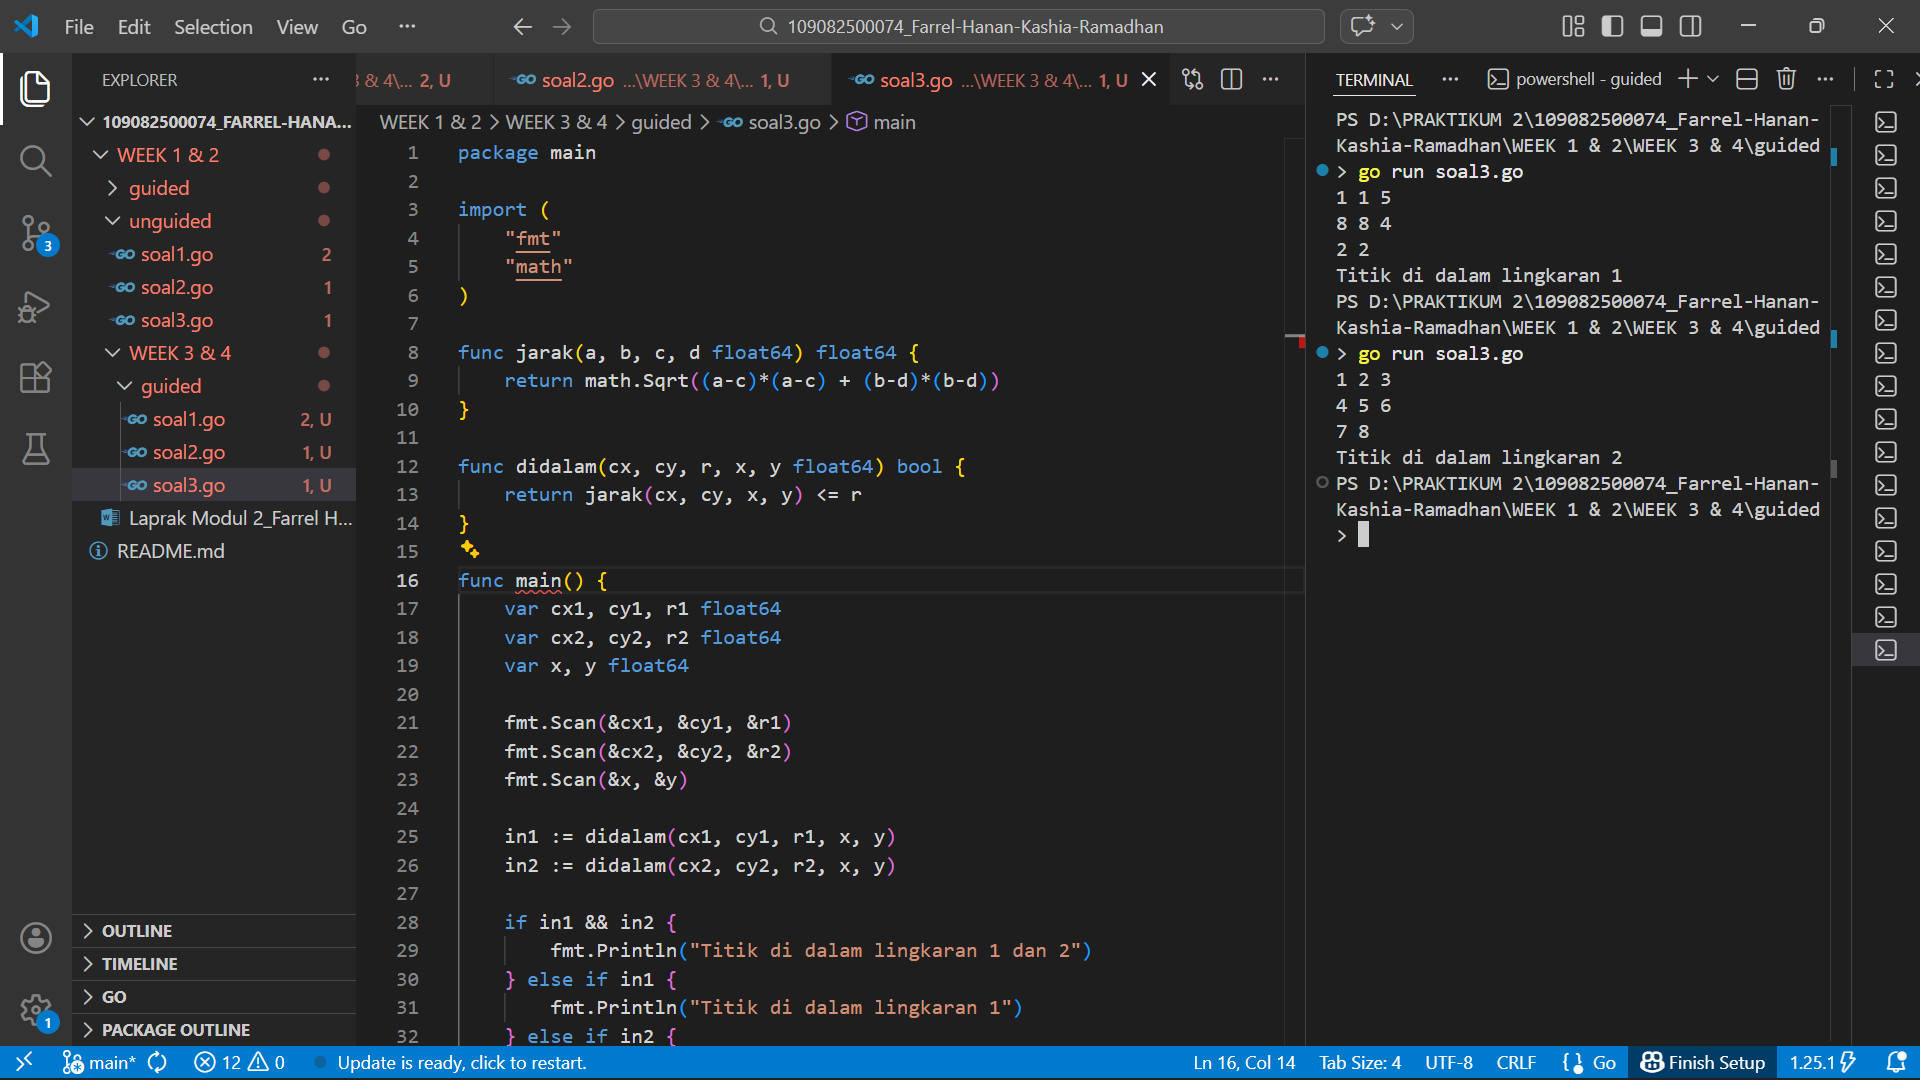 File Edit Selection View Go ···
109082500074_Farrel-Hanan-Kashia-Ramadhan
EXPLORER
109082500074_FARREL-HANA...
WEEK 1 & 2
guided
unguided
soal1.go 2
soal2.go 1
soal3.go 1
WEEK 3 & 4
guided
soal1.go 2, U
soal2.go 1, U
soal3.go 1, U
Laprak Modul 2_Farrel H...
README.md
OUTLINE
TIMELINE
GO
PACKAGE OUTLINE
3
1
3 & 4\... 2, U
soal2.go ...\WEEK 3 & 4\... 1, U
soal3.go ...\WEEK 3 & 4\... 1, U
WEEK 1 & 2 > WEEK 3 & 4 > guided > soal3.go > main
1 package main
2
3 import (
4 "fmt"
5 "math"
6 )
7
8 func jarak(a, b, c, d float64) float64 {
9 return math.Sqrt((a-c)*(a-c) + (b-d)*(b-d))
10 }
11
12 func didalam(cx, cy, r, x, y float64) bool {
13 return jarak(cx, cy, x, y) <= r
14 }
15
16 func main() {
17 var cx1, cy1, r1 float64
18 var cx2, cy2, r2 float64
19 var x, y float64
20
21 fmt.Scan(&cx1, &cy1, &r1)
22 fmt.Scan(&cx2, &cy2, &r2)
23 fmt.Scan(&x, &y)
24
25 in1 := didalam(cx1, cy1, r1, x, y)
26 in2 := didalam(cx2, cy2, r2, x, y)
27
28 if in1 && in2 {
29 fmt.Println("Titik di dalam lingkaran 1 dan 2")
30 } else if in1 {
31 fmt.Println("Titik di dalam lingkaran 1")
32 } else if in2 {
TERMINAL
powershell - guided
PS D:\PRAKTIKUM 2\109082500074_Farrel-Hanan-
Kashia-Ramadhan\WEEK 1 & 2\WEEK 3 & 4\guided
> go run soal3.go
1 1 5
8 8 4
2 2
Titik di dalam lingkaran 1
PS D:\PRAKTIKUM 2\109082500074_Farrel-Hanan-
Kashia-Ramadhan\WEEK 1 & 2\WEEK 3 & 4\guided
> go run soal3.go
1 2 3
4 5 6
7 8
Titik di dalam lingkaran 2
PS D:\PRAKTIKUM 2\109082500074_Farrel-Hanan-
Kashia-Ramadhan\WEEK 1 & 2\WEEK 3 & 4\guided
>
main* 12 0 Update is ready, click to restart. Ln 16, Col 14 Tab Size: 4 UTF-8 CRLF {} Go Finish Setup 1.25.1